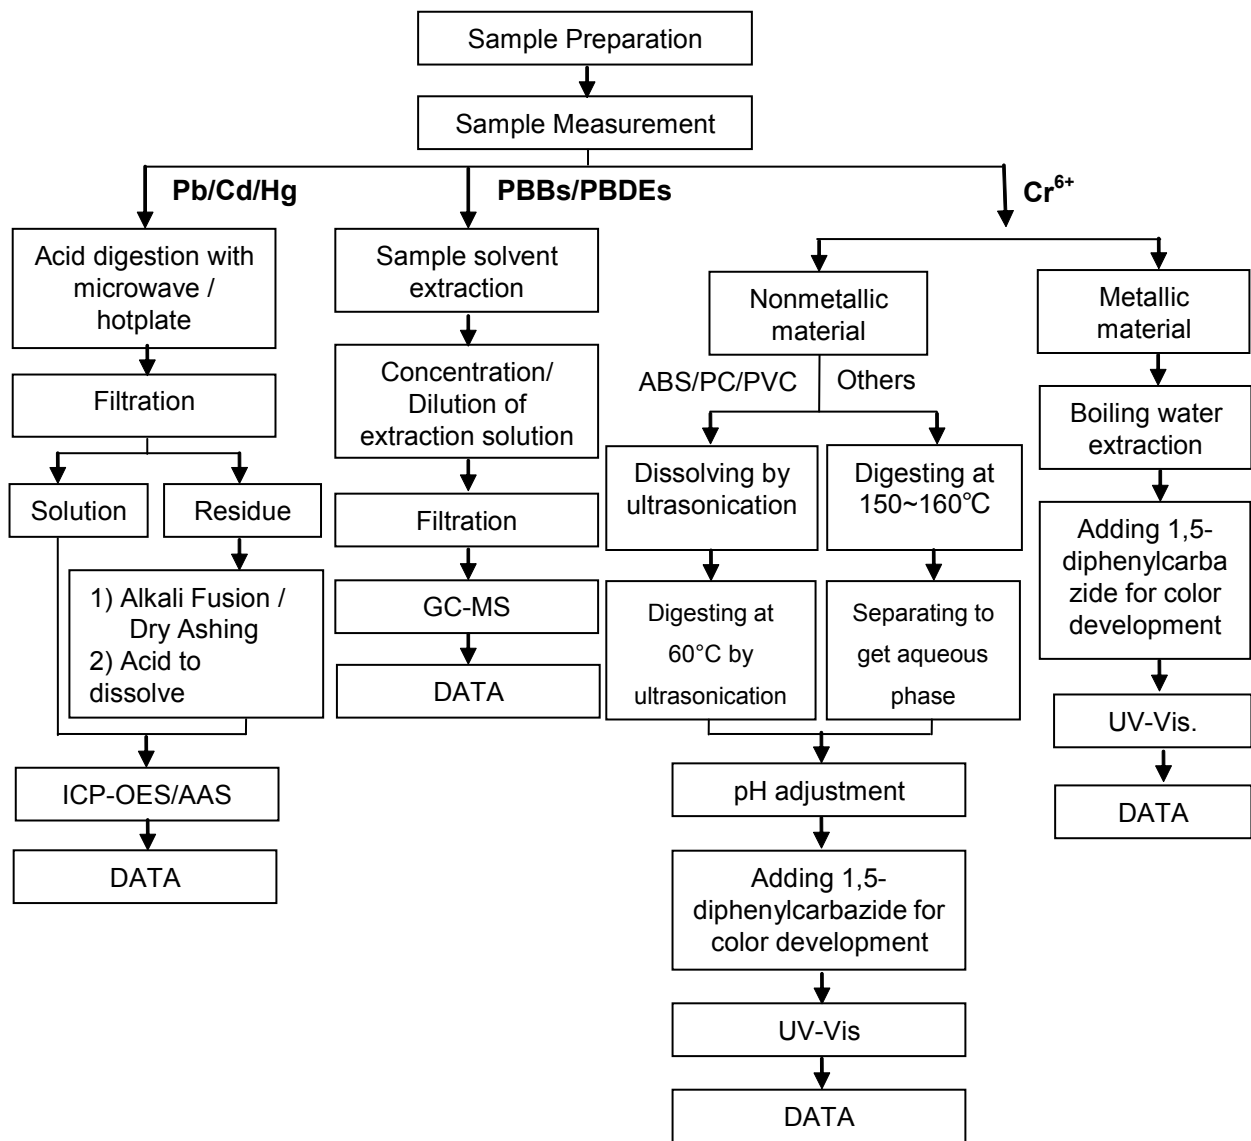 Sample Preparation
Sample Measurement
Pb/Cd/Hg
PBBs/PBDEs
Cr6+
Acid digestion with
microwave /
hotplate
Filtration
Solution
Residue
1) Alkali Fusion /
Dry Ashing
2) Acid to
dissolve
ICP-OES/AAS
DATA
Sample solvent
extraction
Concentration/
Dilution of
extraction solution
Filtration
GC-MS
DATA
Nonmetallic
material
ABS/PC/PVC
Others
Dissolving by
ultrasonication
Digesting at
60°C by
ultrasonication
Digesting at
150~160℃
Separating to
get aqueous
phase
pH adjustment
Adding 1,5-
diphenylcarbazide for
color development
UV-Vis
DATA
Metallic
material
Boiling water
extraction
Adding 1,5-
diphenylcarba
zide for color
development
UV-Vis.
DATA